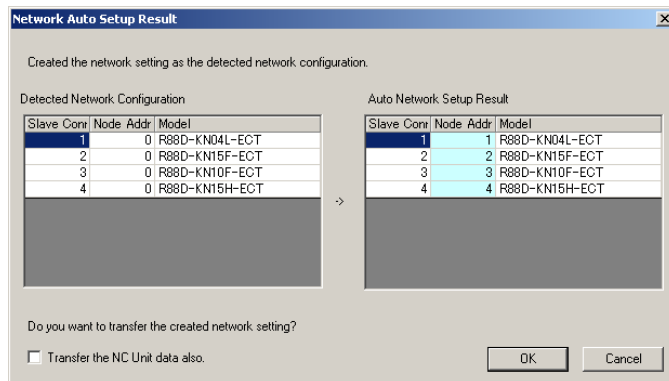 Network Auto Setup Result
Created the network setting as the detected network configuration.
Detected Network Configuration
Slave Conr Node Addr Model
1 0 R88D-KN04L-ECT
2 0 R88D-KN15F-ECT
3 0 R88D-KN10F-ECT
4 0 R88D-KN15H-ECT
->
Auto Network Setup Result
Slave Conr Node Addr Model
1 1 R88D-KN04L-ECT
2 2 R88D-KN15F-ECT
3 3 R88D-KN10F-ECT
4 4 R88D-KN15H-ECT
Do you want to transfer the created network setting?
Transfer the NC Unit data also.
OK
Cancel